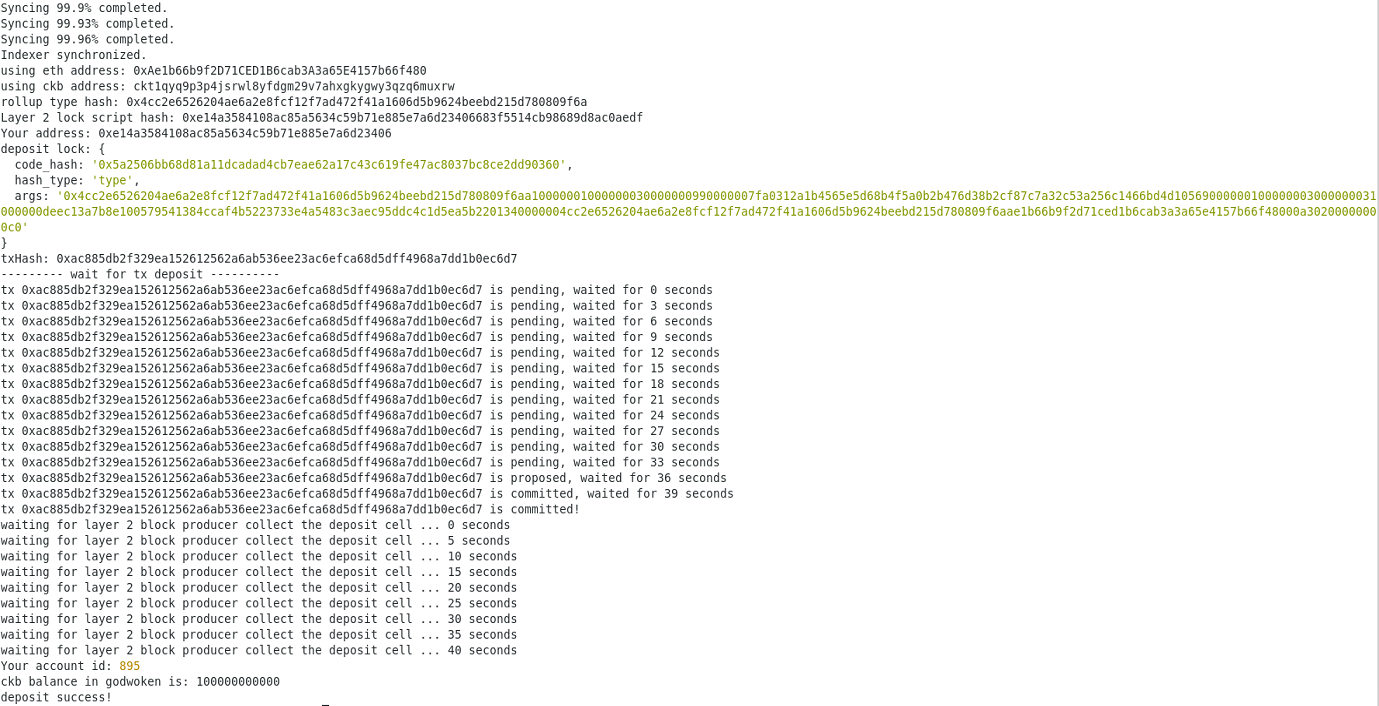 Syncing 99.9% completed.
Syncing 99.93% completed.
Syncing 99.96% completed.
Indexer synchronized.
using eth address: 0xAe1b66b9f2D71CED1B6cab3A3a65E4157b66f480
using ckb address: ckt1qyq9p3p4jsrwl8yfdgm29v7ahxgkygwy3qzq6muxrw
rollup type hash: 0x4cc2e6526204ae6a2e8fcf12f7ad472f41a1606d5b9624beebd215d780809f6a
Layer 2 lock script hash: 0xe14a3584108ac85a5634c59b71e885e7a6d23406683f5514cb98689d8ac0aedf
Your address: 0xe14a3584108ac85a5634c59b71e885e7a6d23406
deposit lock: {
  code_hash: '0x5a2506bb68d81a11dcadad4cb7eae62a17c43c619fe47ac8037bc8ce2dd90360',
  hash_type: 'type',
  args: '0x4cc2e6526204ae6a2e8fcf12f7ad472f41a1606d5b9624beebd215d780809f6aa10000001000000030000000990000007fa0312a1b4565e5d68b4f5a0b2b476d38b2cf87c7a32c53a256c1466bd4d105690000001000000003000000031
000000deec13a7b8e100579541384ccaf4b5223733e4a5483c3aec95ddc4c1d5ea5b2201340000004cc2e6526204ae6a2e8fcf12f7ad472f41a1606d5b9624beebd215d780809f6aae1b66b9f2d71ced1b6cab3a3a65e4157b66f48000a3020000000
0c0'
}
txHash: 0xac885db2f329ea152612562a6ab536ee23ac6efca68d5dff4968a7dd1b0ec6d7
--------- wait for tx deposit ----------
tx 0xac885db2f329ea152612562a6ab536ee23ac6efca68d5dff4968a7dd1b0ec6d7 is pending, waited for 0 seconds
tx 0xac885db2f329ea152612562a6ab536ee23ac6efca68d5dff4968a7dd1b0ec6d7 is pending, waited for 3 seconds
tx 0xac885db2f329ea152612562a6ab536ee23ac6efca68d5dff4968a7dd1b0ec6d7 is pending, waited for 6 seconds
tx 0xac885db2f329ea152612562a6ab536ee23ac6efca68d5dff4968a7dd1b0ec6d7 is pending, waited for 9 seconds
tx 0xac885db2f329ea152612562a6ab536ee23ac6efca68d5dff4968a7dd1b0ec6d7 is pending, waited for 12 seconds
tx 0xac885db2f329ea152612562a6ab536ee23ac6efca68d5dff4968a7dd1b0ec6d7 is pending, waited for 15 seconds
tx 0xac885db2f329ea152612562a6ab536ee23ac6efca68d5dff4968a7dd1b0ec6d7 is pending, waited for 18 seconds
tx 0xac885db2f329ea152612562a6ab536ee23ac6efca68d5dff4968a7dd1b0ec6d7 is pending, waited for 21 seconds
tx 0xac885db2f329ea152612562a6ab536ee23ac6efca68d5dff4968a7dd1b0ec6d7 is pending, waited for 24 seconds
tx 0xac885db2f329ea152612562a6ab536ee23ac6efca68d5dff4968a7dd1b0ec6d7 is pending, waited for 27 seconds
tx 0xac885db2f329ea152612562a6ab536ee23ac6efca68d5dff4968a7dd1b0ec6d7 is pending, waited for 30 seconds
tx 0xac885db2f329ea152612562a6ab536ee23ac6efca68d5dff4968a7dd1b0ec6d7 is pending, waited for 33 seconds
tx 0xac885db2f329ea152612562a6ab536ee23ac6efca68d5dff4968a7dd1b0ec6d7 is proposed, waited for 36 seconds
tx 0xac885db2f329ea152612562a6ab536ee23ac6efca68d5dff4968a7dd1b0ec6d7 is committed, waited for 39 seconds
tx 0xac885db2f329ea152612562a6ab536ee23ac6efca68d5dff4968a7dd1b0ec6d7 is committed!
waiting for layer 2 block producer collect the deposit cell ... 0 seconds
waiting for layer 2 block producer collect the deposit cell ... 5 seconds
waiting for layer 2 block producer collect the deposit cell ... 10 seconds
waiting for layer 2 block producer collect the deposit cell ... 15 seconds
waiting for layer 2 block producer collect the deposit cell ... 20 seconds
waiting for layer 2 block producer collect the deposit cell ... 25 seconds
waiting for layer 2 block producer collect the deposit cell ... 30 seconds
waiting for layer 2 block producer collect the deposit cell ... 35 seconds
waiting for layer 2 block producer collect the deposit cell ... 40 seconds
Your account id: 895
ckb balance in godwoken is: 100000000000
deposit success!